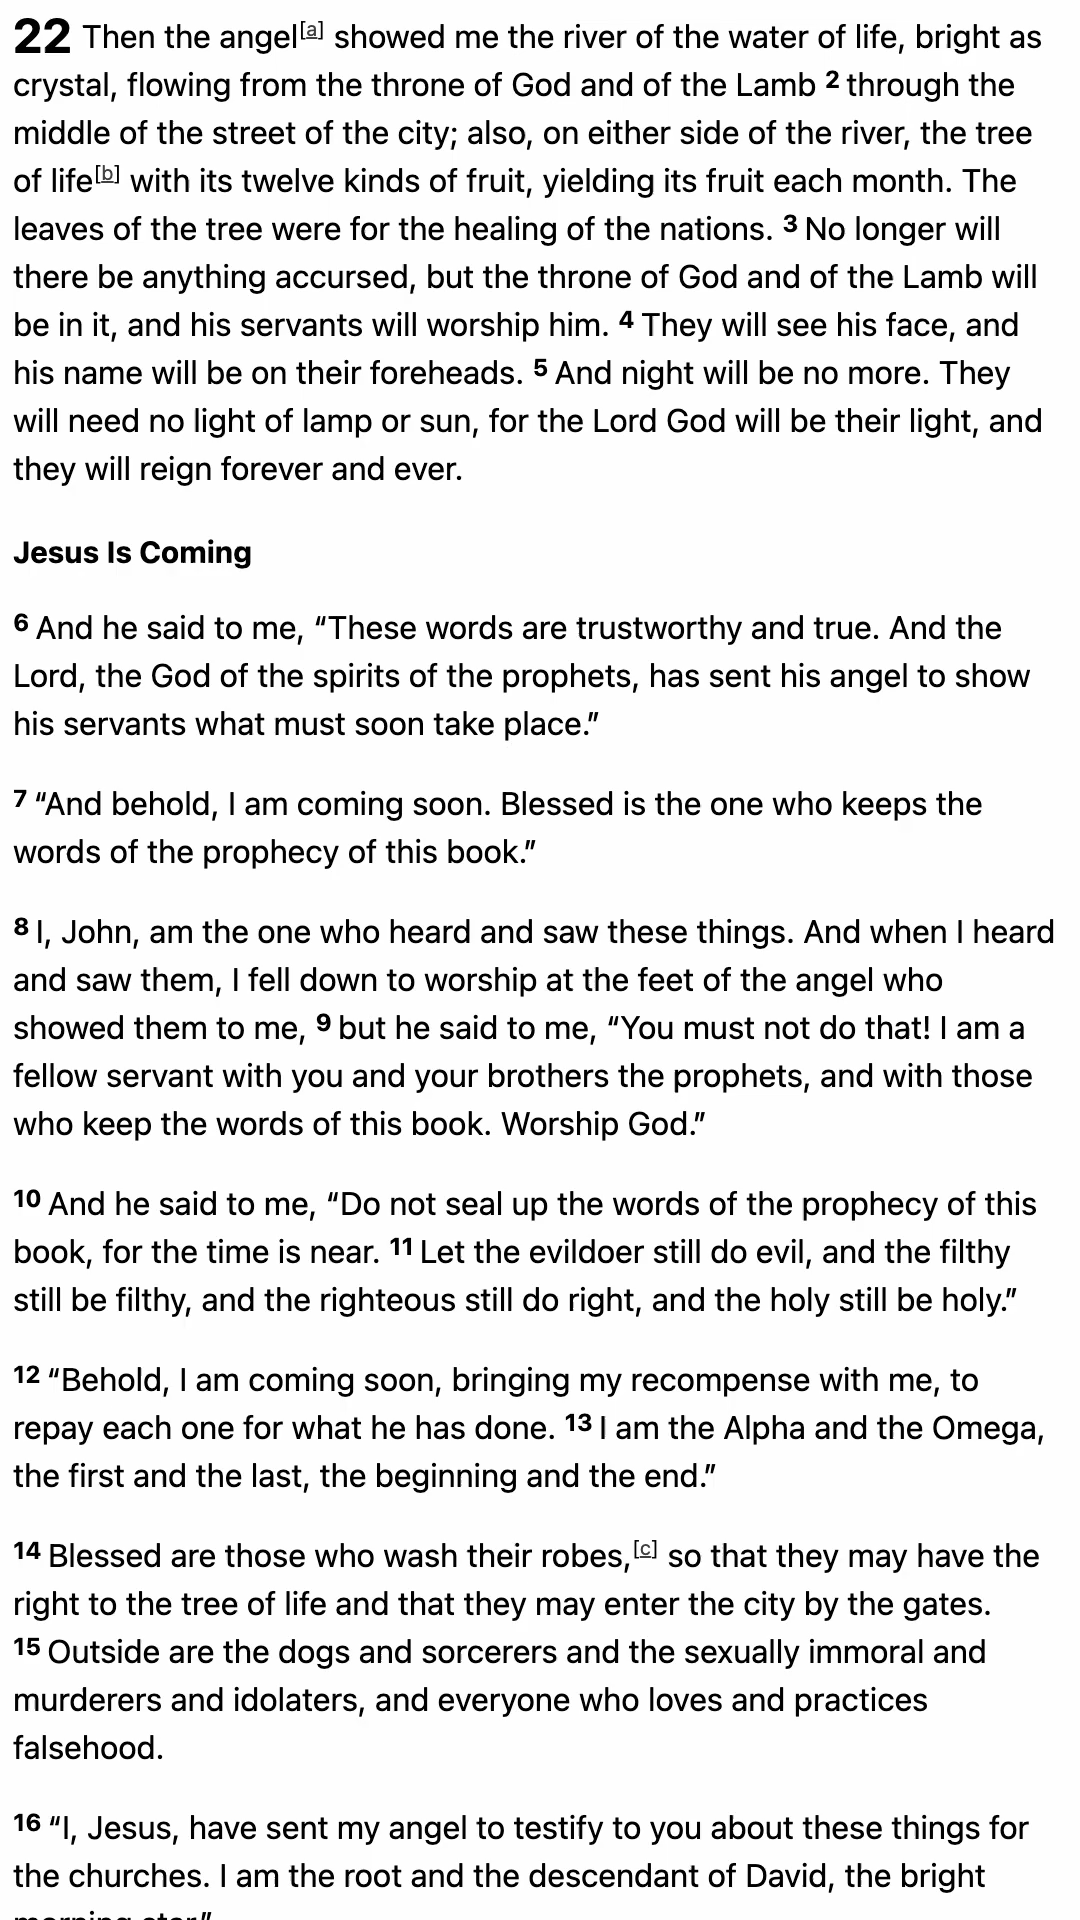 22 Then the angel[a] showed me the river of the water of life, bright as
crystal, flowing from the throne of God and of the Lamb 2 through the
middle of the street of the city; also, on either side of the river, the tree
of life[b] with its twelve kinds of fruit, yielding its fruit each month. The
leaves of the tree were for the healing of the nations. 3 No longer will
there be anything accursed, but the throne of God and of the Lamb will
be in it, and his servants will worship him. 4 They will see his face, and
his name will be on their foreheads. 5 And night will be no more. They
will need no light of lamp or sun, for the Lord God will be their light, and
they will reign forever and ever.
Jesus Is Coming
6 And he said to me, “These words are trustworthy and true. And the
Lord, the God of the spirits of the prophets, has sent his angel to show
his servants what must soon take place.”
7 “And behold, I am coming soon. Blessed is the one who keeps the
words of the prophecy of this book.”
8 I, John, am the one who heard and saw these things. And when I heard
and saw them, I fell down to worship at the feet of the angel who
showed them to me, 9 but he said to me, “You must not do that! I am a
fellow servant with you and your brothers the prophets, and with those
who keep the words of this book. Worship God.”
10 And he said to me, “Do not seal up the words of the prophecy of this
book, for the time is near. 11 Let the evildoer still do evil, and the filthy
still be filthy, and the righteous still do right, and the holy still be holy.”
12 “Behold, I am coming soon, bringing my recompense with me, to
repay each one for what he has done. 13 I am the Alpha and the Omega,
the first and the last, the beginning and the end.”
14 Blessed are those who wash their robes,[c] so that they may have the
right to the tree of life and that they may enter the city by the gates.
15 Outside are the dogs and sorcerers and the sexually immoral and
murderers and idolaters, and everyone who loves and practices
falsehood.
16 “I, Jesus, have sent my angel to testify to you about these things for
the churches. I am the root and the descendant of David, the bright
morning star.”